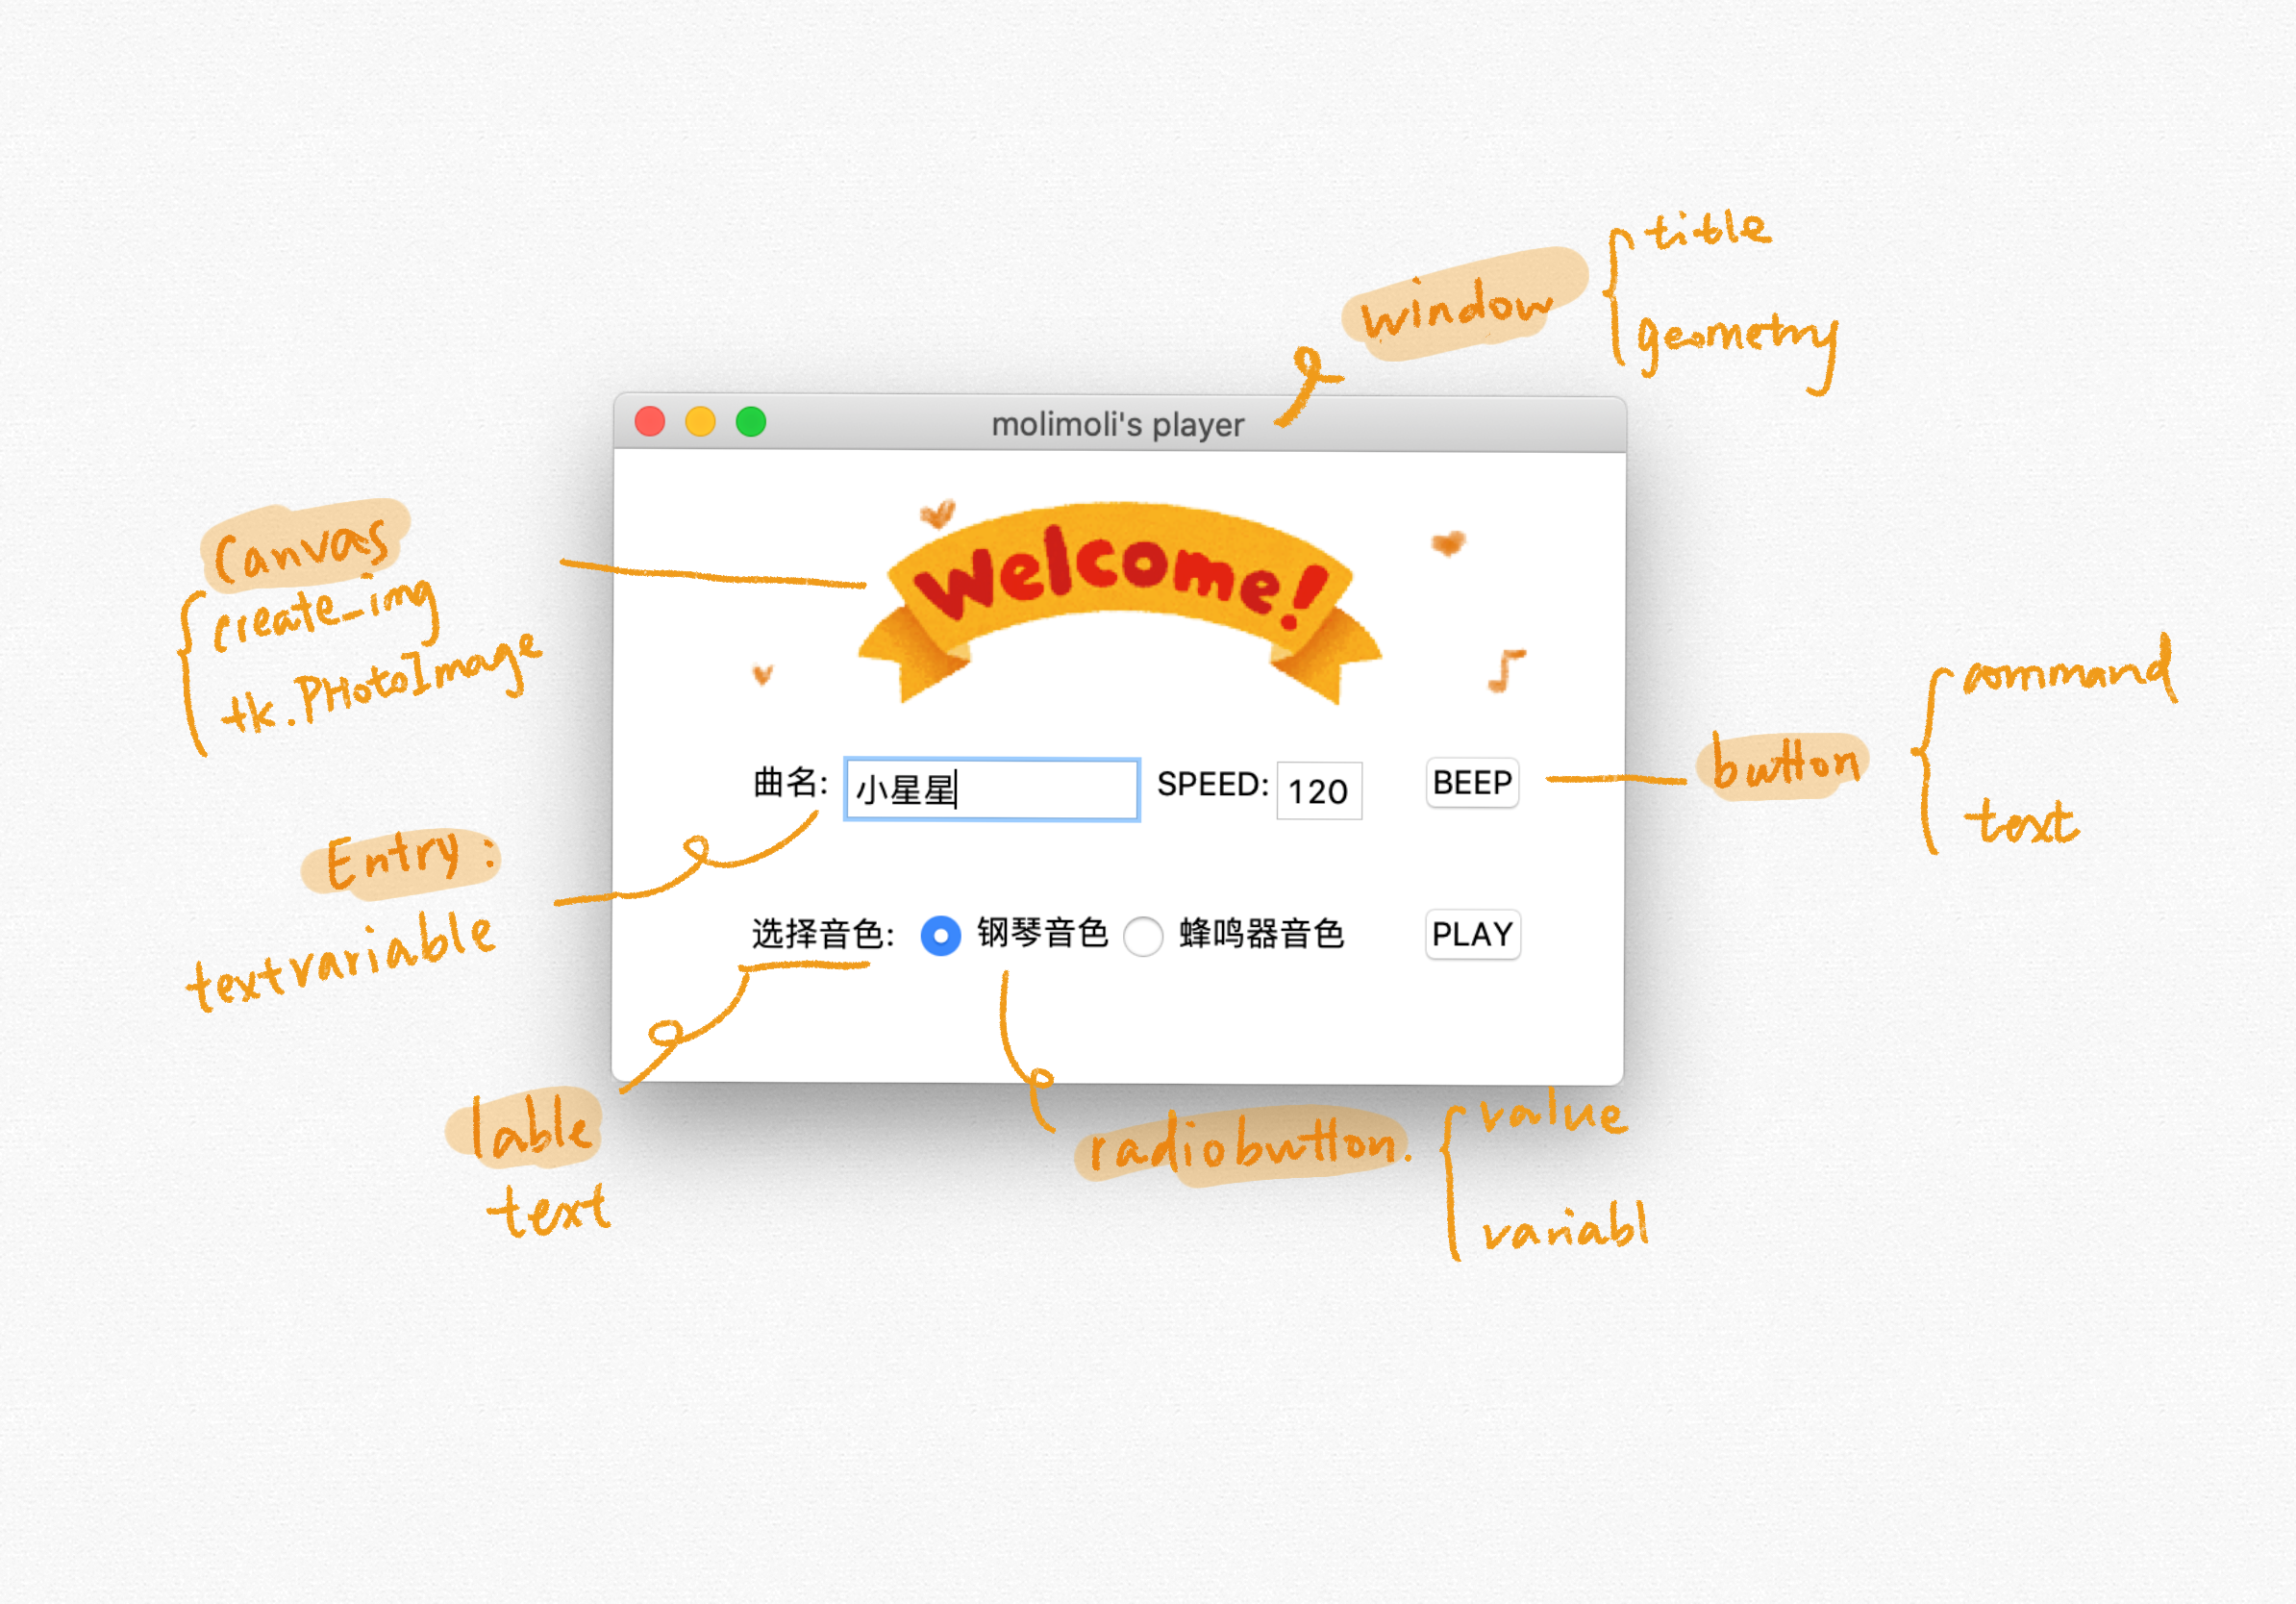 window
title
geometry
molimoli's player
Canvas
create_img
tk.PHotoImage
Welcome!
曲名:
小星星
SPEED:
120
BEEP
button
command
text
Entry:
textvariable
选择音色:
钢琴音色
蜂鸣器音色
PLAY
lable
text
radiobutton.
value
variabl